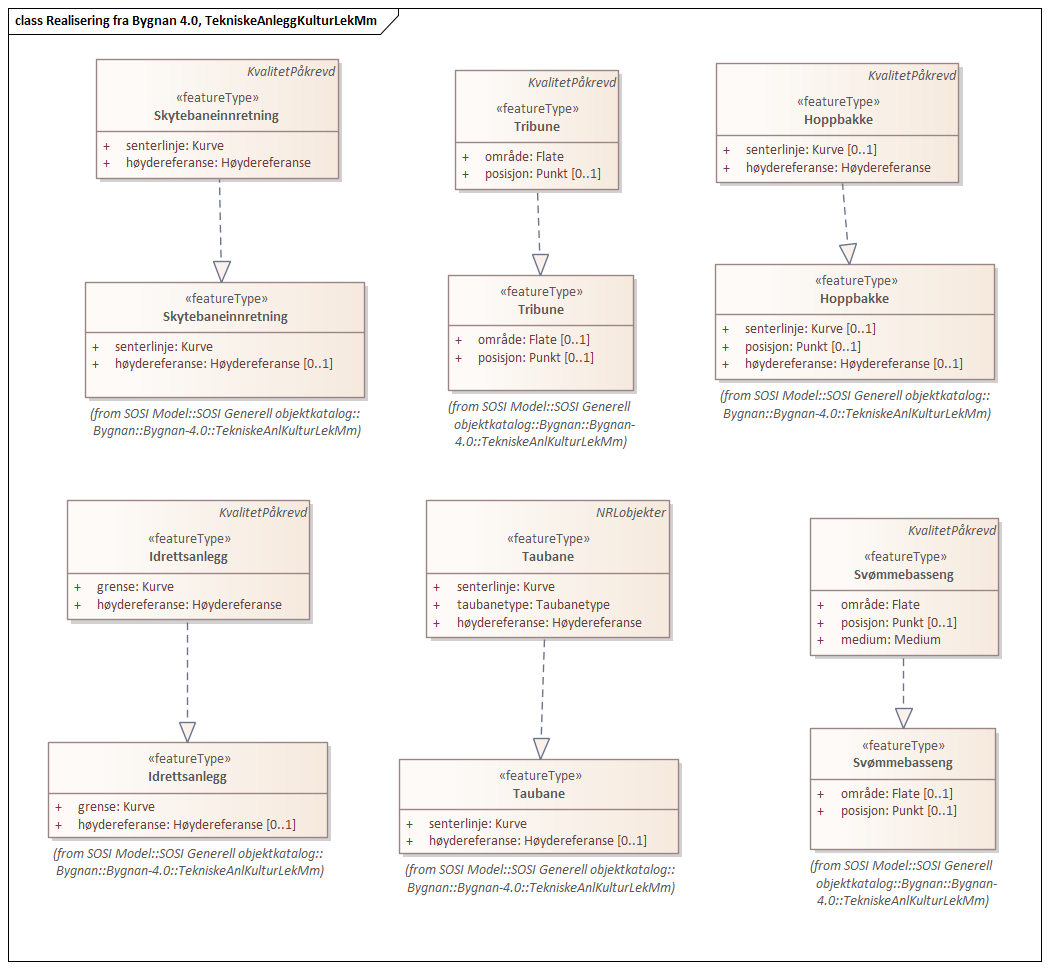 class Realisering fra Bygnan 4.0, TekniskeAnleggKulturLekMm
KvalitetPåkrevd
«featureType»
Skytebaneinnretning
+ senterlinje: Kurve
+ høydereferanse: Høydereferanse
«featureType»
Skytebaneinnretning
+ senterlinje: Kurve
+ høydereferanse: Høydereferanse [0..1]
(from SOSI Model::SOSI Generell objektkatalog::
Bygnan::Bygnan-4.0::TekniskeAnlKulturLekMm)
KvalitetPåkrevd
«featureType»
Tribune
+ område: Flate
+ posisjon: Punkt [0..1]
«featureType»
Tribune
+ område: Flate [0..1]
+ posisjon: Punkt [0..1]
(from SOSI Model::SOSI Generell
objektkatalog::Bygnan::Bygnan-
4.0::TekniskeAnlKulturLekMm)
KvalitetPåkrevd
«featureType»
Hoppbakke
+ senterlinje: Kurve [0..1]
+ høydereferanse: Høydereferanse
«featureType»
Hoppbakke
+ senterlinje: Kurve [0..1]
+ posisjon: Punkt [0..1]
+ høydereferanse: Høydereferanse [0..1]
(from SOSI Model::SOSI Generell objektkatalog::
Bygnan::Bygnan-4.0::TekniskeAnlKulturLekMm)
KvalitetPåkrevd
«featureType»
Idrettsanlegg
+ grense: Kurve
+ høydereferanse: Høydereferanse
«featureType»
Idrettsanlegg
+ grense: Kurve
+ høydereferanse: Høydereferanse [0..1]
(from SOSI Model::SOSI Generell objektkatalog::
Bygnan::Bygnan-4.0::TekniskeAnlKulturLekMm)
NRLobjekter
«featureType»
Taubane
+ senterlinje: Kurve
+ taubanetype: Taubanetype
+ høydereferanse: Høydereferanse
«featureType»
Taubane
+ senterlinje: Kurve
+ høydereferanse: Høydereferanse [0..1]
(from SOSI Model::SOSI Generell objektkatalog::
Bygnan::Bygnan-4.0::TekniskeAnlKulturLekMm)
KvalitetPåkrevd
«featureType»
Svømmebasseng
+ område: Flate
+ posisjon: Punkt [0..1]
+ medium: Medium
«featureType»
Svømmebasseng
+ område: Flate [0..1]
+ posisjon: Punkt [0..1]
(from SOSI Model::SOSI Generell
objektkatalog::Bygnan::Bygnan-
4.0::TekniskeAnlKulturLekMm)